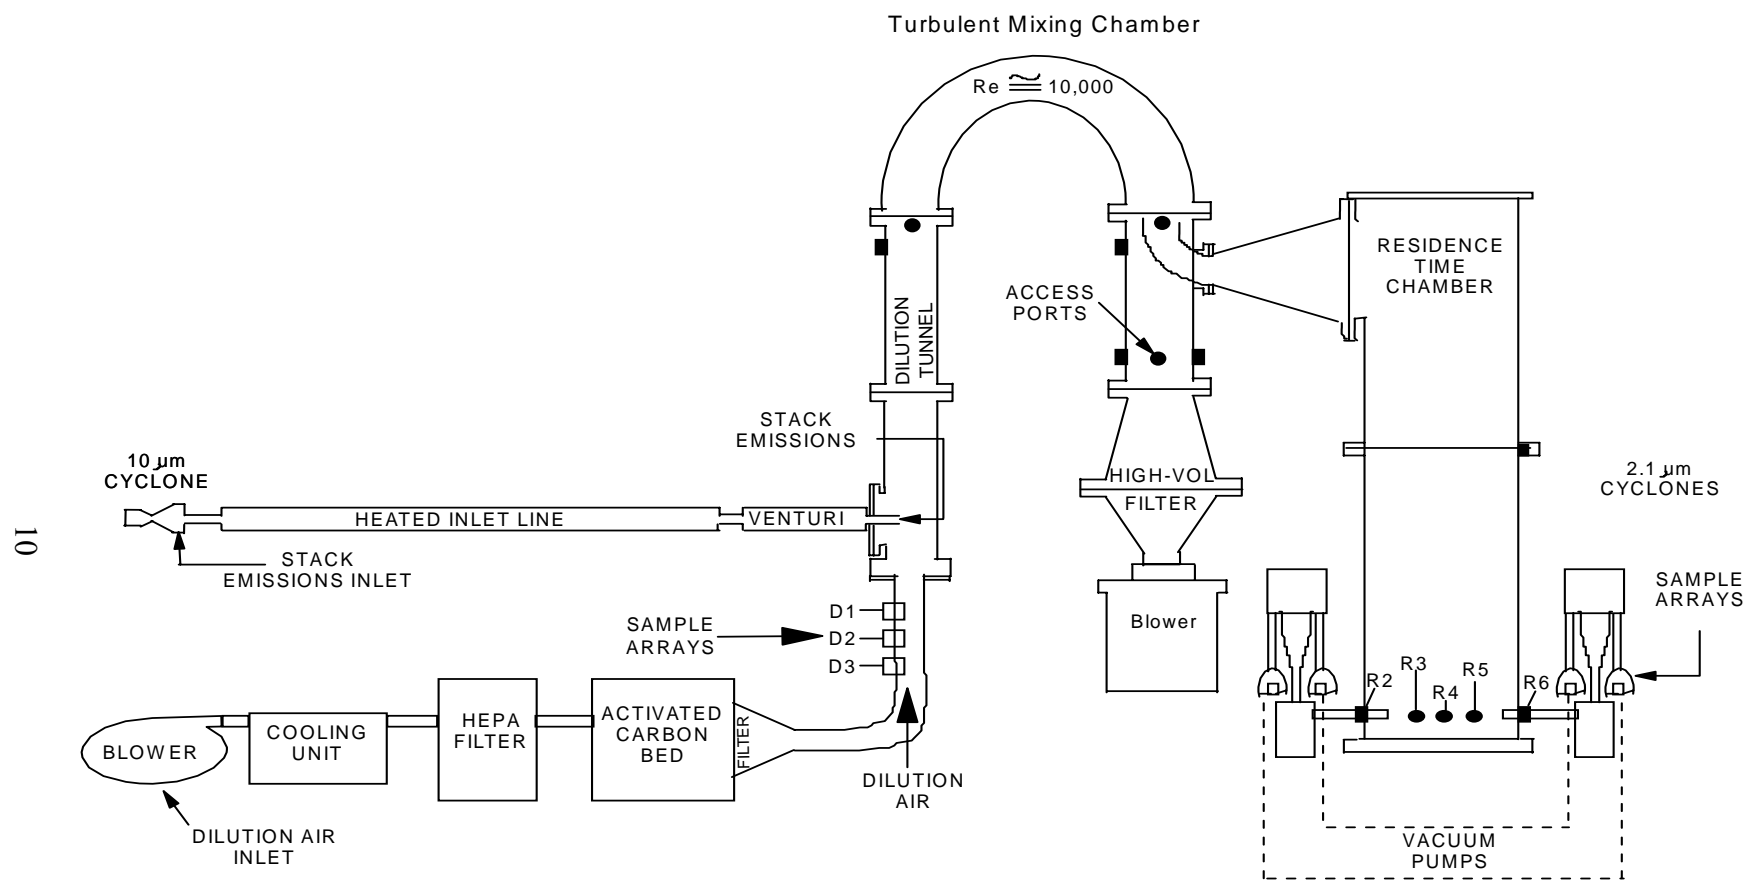 Turbulent Mixing Chamber
Re ≅ 10,000
RESIDENCE
TIME
CHAMBER
ACCESS
PORTS
DILUTION
TUNNEL
STACK
EMISSIONS
10 µm
CYCLONE
HEATED INLET LINE
VENTURI
STACK
EMISSIONS INLET
HIGH-VOL
FILTER
2.1 µm
CYCLONES
10
Blower
SAMPLE
ARRAYS
D1
D2
D3
SAMPLE
ARRAYS
R2
R3
R4
R5
R6
BLOWER
COOLING
UNIT
HEPA
FILTER
ACTIVATED
CARBON
BED
FILTER
DILUTION
AIR
DILUTION AIR
INLET
VACUUM
PUMPS